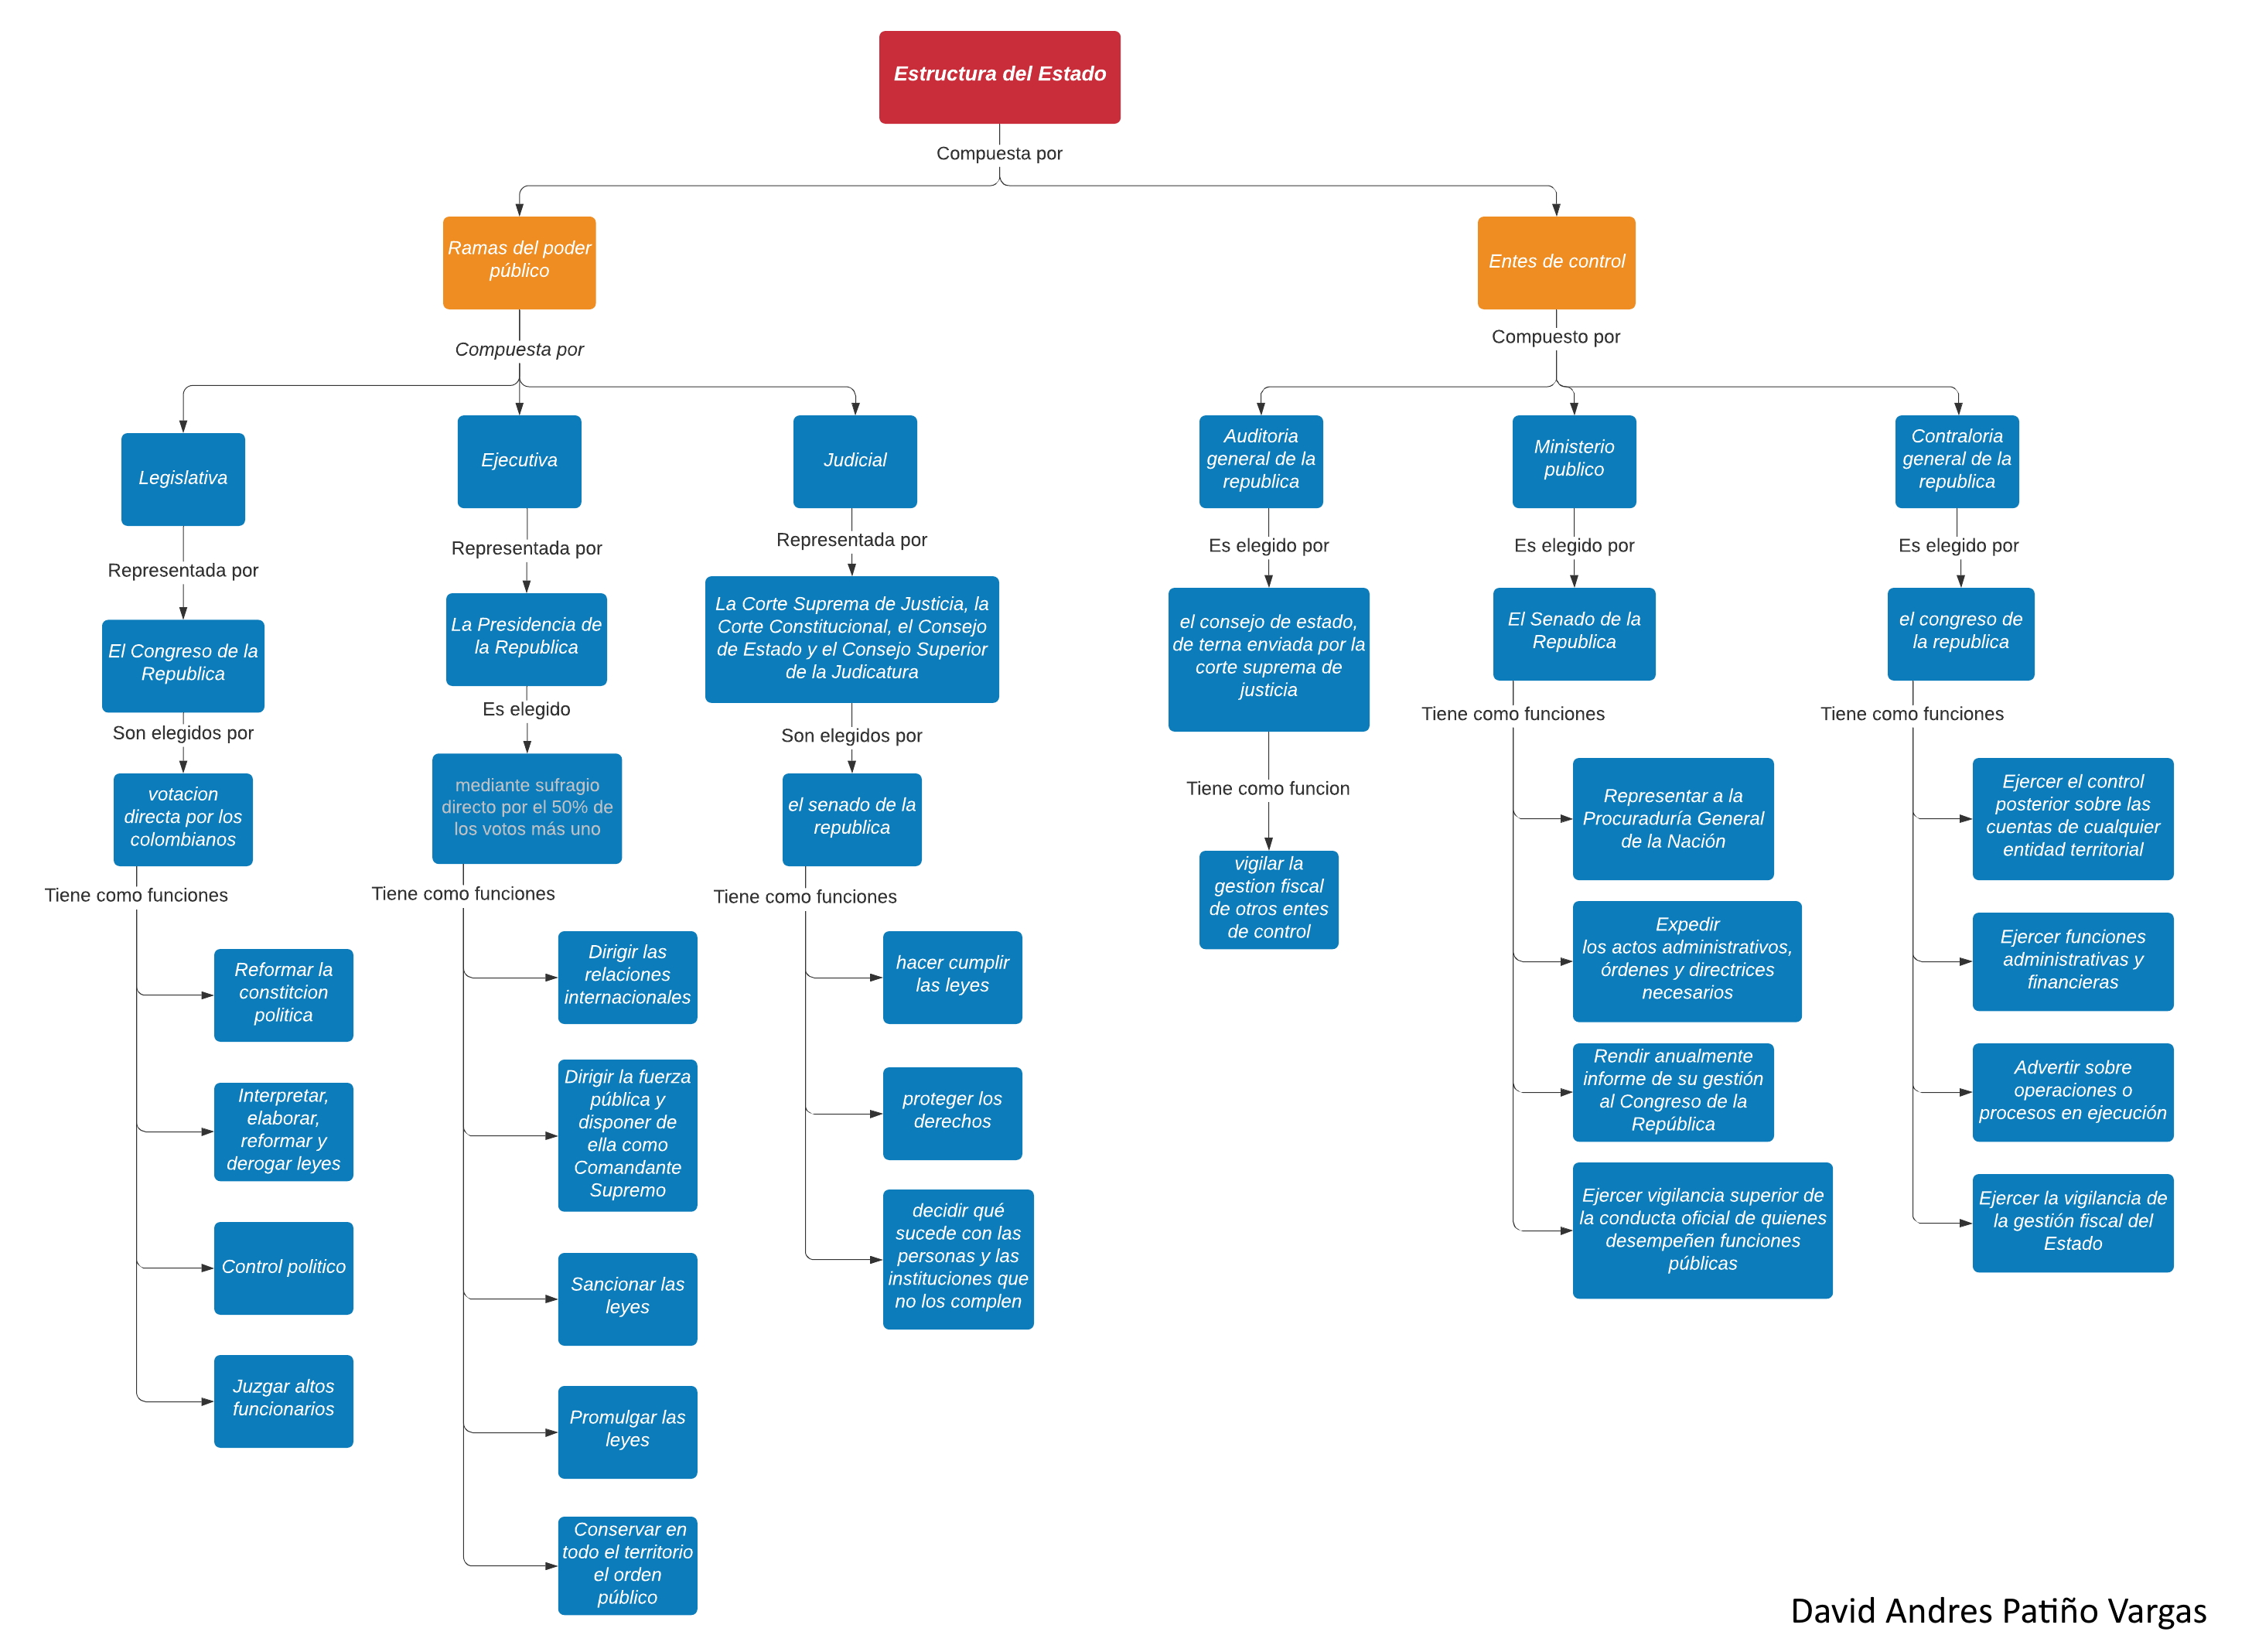 Estructura del Estado
Compuesta por
Ramas del poder
público
Entes de control
Compuesta por
Compuesto por
Legislativa
Ejecutiva
Judicial
Auditoria
general de la
republica
Ministerio
publico
Contraloria
general de la
republica
Representada por
Representada por
Representada por
Es elegido por
Es elegido por
Es elegido por
El Congreso de la
Republica
La Presidencia de
la Republica
La Corte Suprema de Justicia, la
Corte Constitucional, el Consejo
de Estado y el Consejo Superior
de la Judicatura
el consejo de estado,
de terna enviada por la
corte suprema de
justicia
El Senado de la
Republica
el congreso de
la republica
Son elegidos por
Es elegido
Son elegidos por
Tiene como funcion
Tiene como funciones
Tiene como funciones
votacion
directa por los
colombianos
mediante sufragio
directo por el 50% de
los votos más uno
el senado de la
republica
vigilar la
gestion fiscal
de otros entes
de control
Tiene como funciones
Tiene como funciones
Tiene como funciones
Reformar la
constitcion
politica
Interpretar,
elaborar,
reformar y
derogar leyes
Control politico
Juzgar altos
funcionarios
Dirigir las
relaciones
internacionales
Dirigir la fuerza
pública y
disponer de
ella como
Comandante
Supremo
Sancionar las
leyes
Promulgar las
leyes
Conservar en
todo el territorio
el orden
público
hacer cumplir
las leyes
proteger los
derechos
decidir qué
sucede con las
personas y las
instituciones que
no los complen
Representar a la
Procuraduría General
de la Nación
Expedir
los actos administrativos,
órdenes y directrices
necesarios
Rendir anualmente
informe de su gestión
al Congreso de la
República
Ejercer vigilancia superior de
la conducta oficial de quienes
desempeñen funciones
públicas
Ejercer el control
posterior sobre las
cuentas de cualquier
entidad territorial
Ejercer funciones
administrativas y
financieras
Advertir sobre
operaciones o
procesos en ejecución
Ejercer la vigilancia de
la gestión fiscal del
Estado
David Andres Patiño Vargas